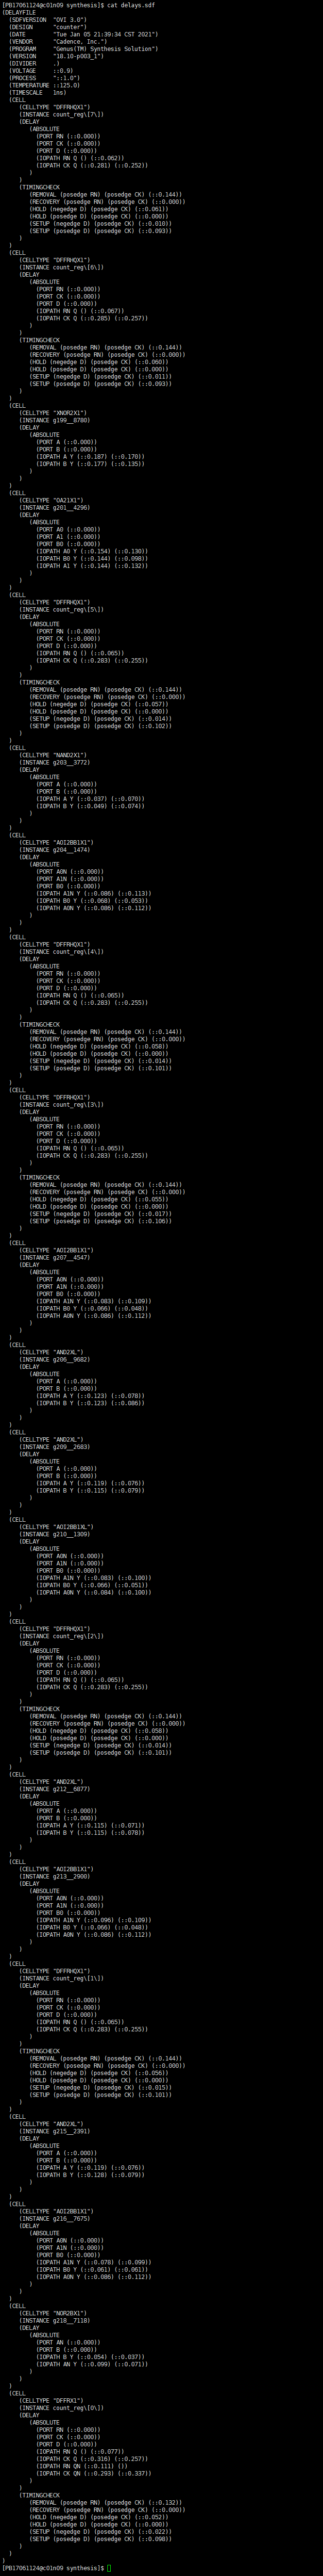 [PB17061124@c01n09 synthesis]$ cat delays.sdf
(DELAYFILE
  (SDFVERSION  "OVI 3.0")
  (DESIGN      "counter")
  (DATE        "Tue Jan 05 21:39:34 CST 2021")
  (VENDOR      "Cadence, Inc.")
  (PROGRAM     "Genus(TM) Synthesis Solution")
  (VERSION     "18.10-p003_1")
  (DIVIDER     .)
  (VOLTAGE     ::0.9)
  (PROCESS     "::1.0")
  (TEMPERATURE ::125.0)
  (TIMESCALE   1ns)
  (CELL
     (CELLTYPE "DFFRHQX1")
     (INSTANCE count_reg\[7\])
     (DELAY
        (ABSOLUTE
          (PORT RN (::0.000))
          (PORT CK (::0.000))
          (PORT D (::0.000))
          (IOPATH RN Q () (::0.062))
          (IOPATH CK Q (::0.281) (::0.252))
        )
     )
     (TIMINGCHECK
        (REMOVAL (posedge RN) (posedge CK) (::0.144))
        (RECOVERY (posedge RN) (posedge CK) (::0.000))
        (HOLD (negedge D) (posedge CK) (::0.061))
        (HOLD (posedge D) (posedge CK) (::0.000))
        (SETUP (negedge D) (posedge CK) (::0.010))
        (SETUP (posedge D) (posedge CK) (::0.093))
     )
  )
  (CELL
     (CELLTYPE "DFFRHQX1")
     (INSTANCE count_reg\[6\])
     (DELAY
        (ABSOLUTE
          (PORT RN (::0.000))
          (PORT CK (::0.000))
          (PORT D (::0.000))
          (IOPATH RN Q () (::0.067))
          (IOPATH CK Q (::0.285) (::0.257))
        )
     )
     (TIMINGCHECK
        (REMOVAL (posedge RN) (posedge CK) (::0.144))
        (RECOVERY (posedge RN) (posedge CK) (::0.000))
        (HOLD (negedge D) (posedge CK) (::0.060))
        (HOLD (posedge D) (posedge CK) (::0.000))
        (SETUP (negedge D) (posedge CK) (::0.011))
        (SETUP (posedge D) (posedge CK) (::0.093))
     )
  )
  (CELL
     (CELLTYPE "XNOR2X1")
     (INSTANCE g199__8780)
     (DELAY
        (ABSOLUTE
          (PORT A (::0.000))
          (PORT B (::0.000))
          (IOPATH A Y (::0.187) (::0.170))
          (IOPATH B Y (::0.177) (::0.135))
        )
     )
  )
  (CELL
     (CELLTYPE "OA21X1")
     (INSTANCE g201__4296)
     (DELAY
        (ABSOLUTE
          (PORT A0 (::0.000))
          (PORT A1 (::0.000))
          (PORT B0 (::0.000))
          (IOPATH A0 Y (::0.154) (::0.130))
          (IOPATH B0 Y (::0.144) (::0.098))
          (IOPATH A1 Y (::0.144) (::0.132))
        )
     )
  )
  (CELL
     (CELLTYPE "DFFRHQX1")
     (INSTANCE count_reg\[5\])
     (DELAY
        (ABSOLUTE
          (PORT RN (::0.000))
          (PORT CK (::0.000))
          (PORT D (::0.000))
          (IOPATH RN Q () (::0.065))
          (IOPATH CK Q (::0.283) (::0.255))
        )
     )
     (TIMINGCHECK
        (REMOVAL (posedge RN) (posedge CK) (::0.144))
        (RECOVERY (posedge RN) (posedge CK) (::0.000))
        (HOLD (negedge D) (posedge CK) (::0.057))
        (HOLD (posedge D) (posedge CK) (::0.000))
        (SETUP (negedge D) (posedge CK) (::0.014))
        (SETUP (posedge D) (posedge CK) (::0.102))
     )
  )
  (CELL
     (CELLTYPE "NAND2X1")
     (INSTANCE g203__3772)
     (DELAY
        (ABSOLUTE
          (PORT A (::0.000))
          (PORT B (::0.000))
          (IOPATH A Y (::0.037) (::0.070))
          (IOPATH B Y (::0.049) (::0.074))
        )
     )
  )
  (CELL
     (CELLTYPE "AOI2BB1X1")
     (INSTANCE g204__1474)
     (DELAY
        (ABSOLUTE
          (PORT A0N (::0.000))
          (PORT A1N (::0.000))
          (PORT B0 (::0.000))
          (IOPATH A1N Y (::0.086) (::0.113))
          (IOPATH B0 Y (::0.068) (::0.053))
          (IOPATH A0N Y (::0.086) (::0.112))
        )
     )
  )
  (CELL
     (CELLTYPE "DFFRHQX1")
     (INSTANCE count_reg\[4\])
     (DELAY
        (ABSOLUTE
          (PORT RN (::0.000))
          (PORT CK (::0.000))
          (PORT D (::0.000))
          (IOPATH RN Q () (::0.065))
          (IOPATH CK Q (::0.283) (::0.255))
        )
     )
     (TIMINGCHECK
        (REMOVAL (posedge RN) (posedge CK) (::0.144))
        (RECOVERY (posedge RN) (posedge CK) (::0.000))
        (HOLD (negedge D) (posedge CK) (::0.058))
        (HOLD (posedge D) (posedge CK) (::0.000))
        (SETUP (negedge D) (posedge CK) (::0.014))
        (SETUP (posedge D) (posedge CK) (::0.101))
     )
  )
  (CELL
     (CELLTYPE "DFFRHQX1")
     (INSTANCE count_reg\[3\])
     (DELAY
        (ABSOLUTE
          (PORT RN (::0.000))
          (PORT CK (::0.000))
          (PORT D (::0.000))
          (IOPATH RN Q () (::0.065))
          (IOPATH CK Q (::0.283) (::0.255))
        )
     )
     (TIMINGCHECK
        (REMOVAL (posedge RN) (posedge CK) (::0.144))
        (RECOVERY (posedge RN) (posedge CK) (::0.000))
        (HOLD (negedge D) (posedge CK) (::0.055))
        (HOLD (posedge D) (posedge CK) (::0.000))
        (SETUP (negedge D) (posedge CK) (::0.017))
        (SETUP (posedge D) (posedge CK) (::0.106))
     )
  )
  (CELL
     (CELLTYPE "AOI2BB1X1")
     (INSTANCE g207__4547)
     (DELAY
        (ABSOLUTE
          (PORT A0N (::0.000))
          (PORT A1N (::0.000))
          (PORT B0 (::0.000))
          (IOPATH A1N Y (::0.083) (::0.109))
          (IOPATH B0 Y (::0.066) (::0.048))
          (IOPATH A0N Y (::0.086) (::0.112))
        )
     )
  )
  (CELL
     (CELLTYPE "AND2XL")
     (INSTANCE g206__9682)
     (DELAY
        (ABSOLUTE
          (PORT A (::0.000))
          (PORT B (::0.000))
          (IOPATH A Y (::0.123) (::0.078))
          (IOPATH B Y (::0.123) (::0.086))
        )
     )
  )
  (CELL
     (CELLTYPE "AND2XL")
     (INSTANCE g209__2683)
     (DELAY
        (ABSOLUTE
          (PORT A (::0.000))
          (PORT B (::0.000))
          (IOPATH A Y (::0.119) (::0.076))
          (IOPATH B Y (::0.115) (::0.079))
        )
     )
  )
  (CELL
     (CELLTYPE "AOI2BB1XL")
     (INSTANCE g210__1309)
     (DELAY
        (ABSOLUTE
          (PORT A0N (::0.000))
          (PORT A1N (::0.000))
          (PORT B0 (::0.000))
          (IOPATH A1N Y (::0.083) (::0.100))
          (IOPATH B0 Y (::0.066) (::0.051))
          (IOPATH A0N Y (::0.084) (::0.100))
        )
     )
  )
  (CELL
     (CELLTYPE "DFFRHQX1")
     (INSTANCE count_reg\[2\])
     (DELAY
        (ABSOLUTE
          (PORT RN (::0.000))
          (PORT CK (::0.000))
          (PORT D (::0.000))
          (IOPATH RN Q () (::0.065))
          (IOPATH CK Q (::0.283) (::0.255))
        )
     )
     (TIMINGCHECK
        (REMOVAL (posedge RN) (posedge CK) (::0.144))
        (RECOVERY (posedge RN) (posedge CK) (::0.000))
        (HOLD (negedge D) (posedge CK) (::0.058))
        (HOLD (posedge D) (posedge CK) (::0.000))
        (SETUP (negedge D) (posedge CK) (::0.014))
        (SETUP (posedge D) (posedge CK) (::0.101))
     )
  )
  (CELL
     (CELLTYPE "AND2XL")
     (INSTANCE g212__6877)
     (DELAY
        (ABSOLUTE
          (PORT A (::0.000))
          (PORT B (::0.000))
          (IOPATH A Y (::0.115) (::0.071))
          (IOPATH B Y (::0.115) (::0.078))
        )
     )
  )
  (CELL
     (CELLTYPE "AOI2BB1X1")
     (INSTANCE g213__2900)
     (DELAY
        (ABSOLUTE
          (PORT A0N (::0.000))
          (PORT A1N (::0.000))
          (PORT B0 (::0.000))
          (IOPATH A1N Y (::0.096) (::0.109))
          (IOPATH B0 Y (::0.066) (::0.048))
          (IOPATH A0N Y (::0.086) (::0.112))
        )
     )
  )
  (CELL
     (CELLTYPE "DFFRHQX1")
     (INSTANCE count_reg\[1\])
     (DELAY
        (ABSOLUTE
          (PORT RN (::0.000))
          (PORT CK (::0.000))
          (PORT D (::0.000))
          (IOPATH RN Q () (::0.065))
          (IOPATH CK Q (::0.283) (::0.255))
        )
     )
     (TIMINGCHECK
        (REMOVAL (posedge RN) (posedge CK) (::0.144))
        (RECOVERY (posedge RN) (posedge CK) (::0.000))
        (HOLD (negedge D) (posedge CK) (::0.056))
        (HOLD (posedge D) (posedge CK) (::0.000))
        (SETUP (negedge D) (posedge CK) (::0.015))
        (SETUP (posedge D) (posedge CK) (::0.101))
     )
  )
  (CELL
     (CELLTYPE "AND2XL")
     (INSTANCE g215__2391)
     (DELAY
        (ABSOLUTE
          (PORT A (::0.000))
          (PORT B (::0.000))
          (IOPATH A Y (::0.119) (::0.076))
          (IOPATH B Y (::0.128) (::0.079))
        )
     )
  )
  (CELL
     (CELLTYPE "AOI2BB1X1")
     (INSTANCE g216__7675)
     (DELAY
        (ABSOLUTE
          (PORT A0N (::0.000))
          (PORT A1N (::0.000))
          (PORT B0 (::0.000))
          (IOPATH A1N Y (::0.078) (::0.099))
          (IOPATH B0 Y (::0.061) (::0.061))
          (IOPATH A0N Y (::0.086) (::0.112))
        )
     )
  )
  (CELL
     (CELLTYPE "NOR2BX1")
     (INSTANCE g218__7118)
     (DELAY
        (ABSOLUTE
          (PORT AN (::0.000))
          (PORT B (::0.000))
          (IOPATH B Y (::0.054) (::0.037))
          (IOPATH AN Y (::0.099) (::0.071))
        )
     )
  )
  (CELL
     (CELLTYPE "DFFRX1")
     (INSTANCE count_reg\[0\])
     (DELAY
        (ABSOLUTE
          (PORT RN (::0.000))
          (PORT CK (::0.000))
          (PORT D (::0.000))
          (IOPATH RN Q () (::0.077))
          (IOPATH CK Q (::0.316) (::0.257))
          (IOPATH RN QN (::0.111) ())
          (IOPATH CK QN (::0.293) (::0.337))
        )
     )
     (TIMINGCHECK
        (REMOVAL (posedge RN) (posedge CK) (::0.132))
        (RECOVERY (posedge RN) (posedge CK) (::0.000))
        (HOLD (negedge D) (posedge CK) (::0.052))
        (HOLD (posedge D) (posedge CK) (::0.000))
        (SETUP (negedge D) (posedge CK) (::0.022))
        (SETUP (posedge D) (posedge CK) (::0.098))
     )
  )
)
[PB17061124@c01n09 synthesis]$